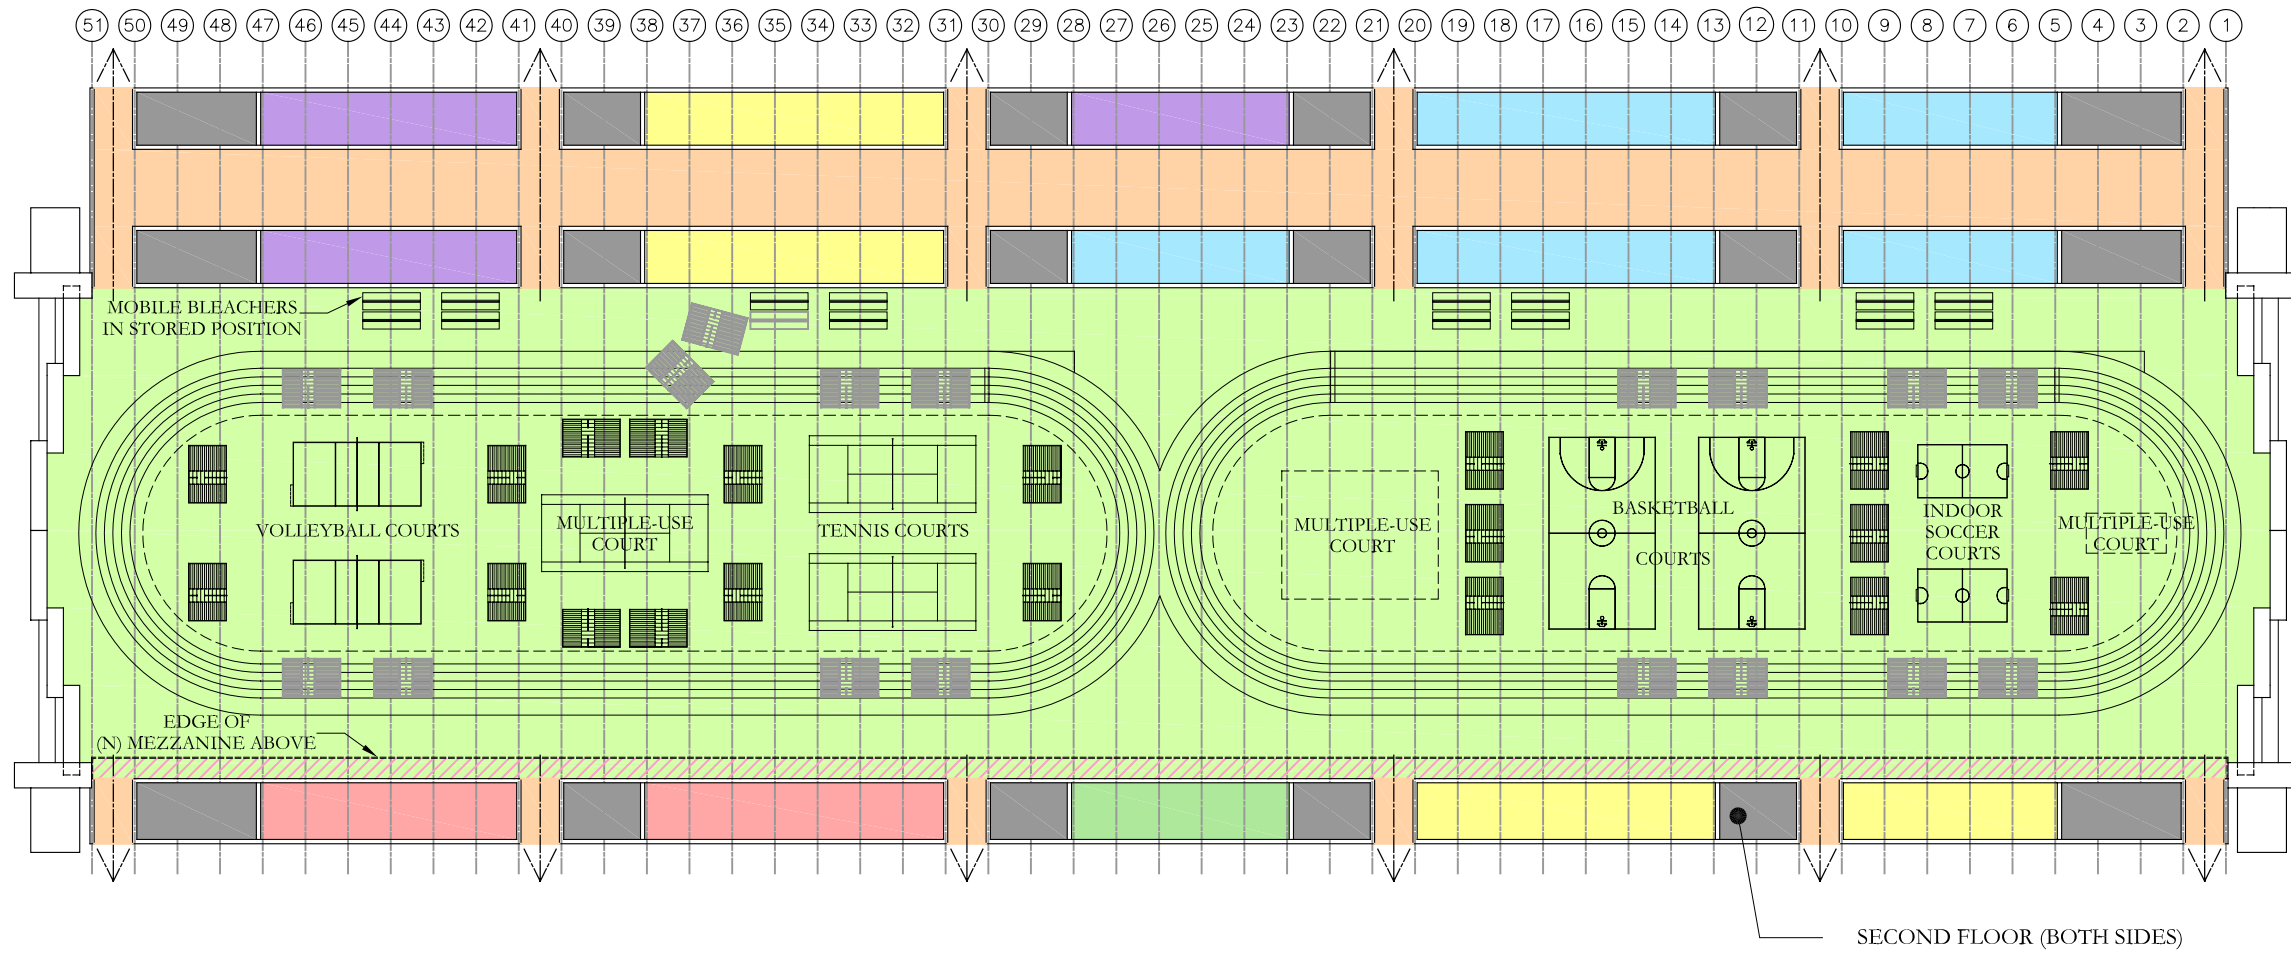 51 50 49 48 47 46 45 44 43 42 41 40 39 38 37 36 35 34 33 32 31 30 29 28 27 26 25 24 23 22 21 20 19 18 17 16 15 14 13 12 11 10 9 8 7 6 5 4 3 2 1
MOBILE BLEACHERS
IN STORED POSITION
VOLLEYBALL COURTS
MULTIPLE-USE
COURT
TENNIS COURTS
MULTIPLE-USE
COURT
BASKETBALL
COURTS
INDOOR
SOCCER
COURTS
MULTIPLE-USE
COURT
EDGE OF
(N) MEZZANINE ABOVE
SECOND FLOOR (BOTH SIDES)